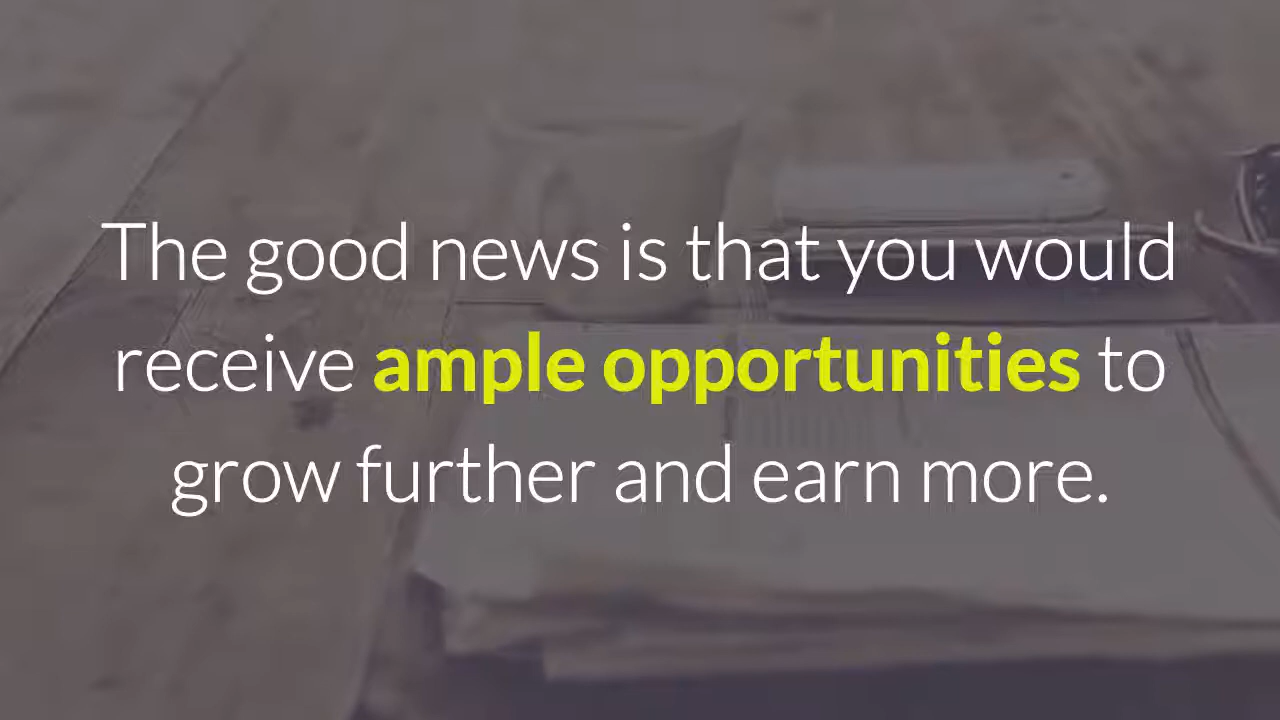 The good news is that you would
receive ample opportunities to
grow further and earn more.